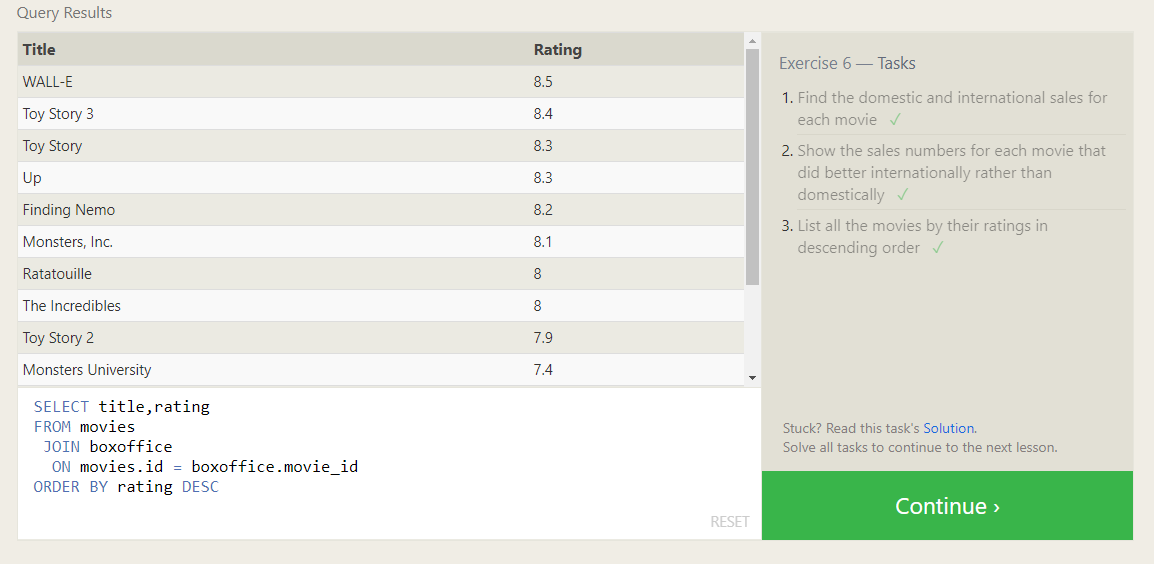 Query Results
Title Rating
WALL-E 8.5
Toy Story 3 8.4
Toy Story 8.3
Up 8.3
Finding Nemo 8.2
Monsters, Inc. 8.1
Ratatouille 8
The Incredibles 8
Toy Story 2 7.9
Monsters University 7.4
SELECT title,rating
FROM movies
JOIN boxoffice
ON movies.id = boxoffice.movie_id
ORDER BY rating DESC
RESET
Exercise 6 — Tasks
1. Find the domestic and international sales for
each movie ✓
2. Show the sales numbers for each movie that
did better internationally rather than
domestically ✓
3. List all the movies by their ratings in
descending order ✓
Stuck? Read this task's Solution.
Solve all tasks to continue to the next lesson.
Continue ›